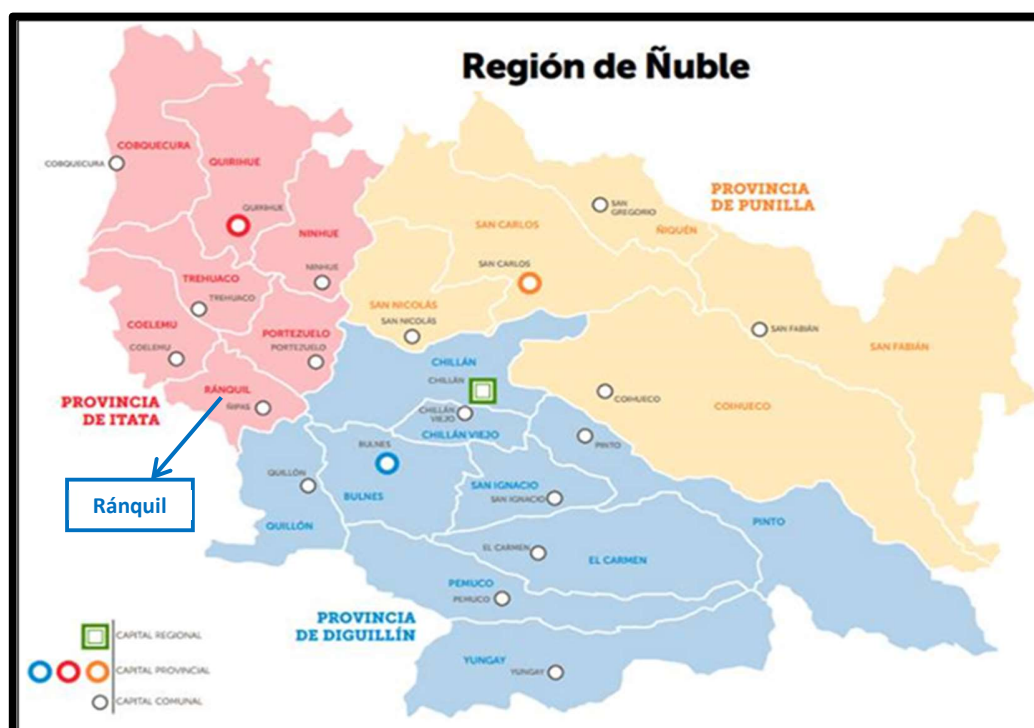 Región de Ñuble
COBQUECURA
COBQUECURA
QUIRIHUE
QUIRIHUE
NINHUE
NINHUE
TREHUACO
TREHUACO
COELEMU
COELEMU
PORTEZUELO
PORTEZUELO
RÁNQUIL
ÑIPAS
PROVINCIA
DE ITATA
Ránquil
PROVINCIA
DE PUNILLA
SAN
GREGORIO
ÑIQUÉN
SAN CARLOS
SAN CARLOS
SAN NICOLÁS
SAN NICOLÁS
SAN FABIÁN
SAN FABIÁN
COIHUECO
COIHUECO
CHILLÁN
CHILLÁN
CHILLÁN
VIEJO
CHILLÁN VIEJO
BULNES
BULNES
PINTO
PINTO
QUILLÓN
QUILLÓN
SAN IGNACIO
SAN IGNACIO
EL CARMEN
EL CARMEN
PEMUCO
PEMUCO
PROVINCIA
DE DIGUILLÍN
YUNGAY
YUNGAY
CAPITAL REGIONAL
CAPITAL PROVINCIAL
CAPITAL COMUNAL